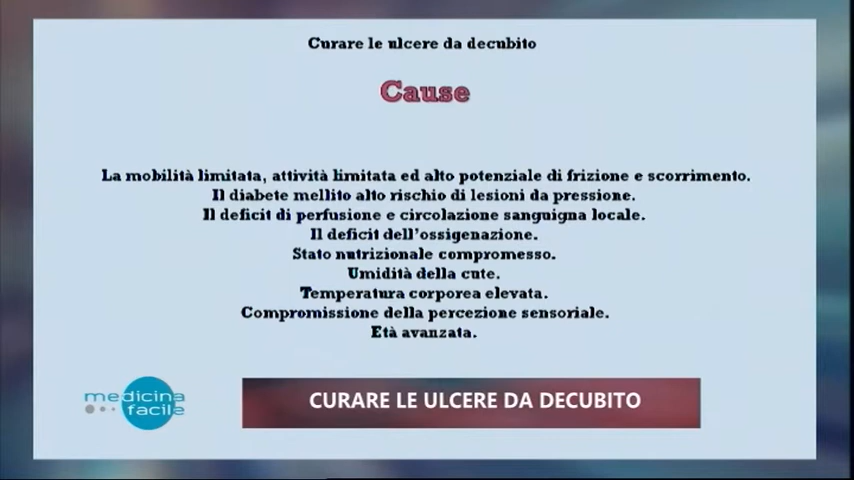 Curare le ulcere da decubito
Cause
La mobilità limitata, attività limitata ed alto potenziale di frizione e scorrimento.
Il diabete mellito alto rischio di lesioni da pressione.
Il deficit di perfusione e circolazione sanguigna locale.
Il deficit dell'ossigenazione.
Stato nutrizionale compromesso.
Umidità della cute.
Temperatura corporea elevata.
Compromissione della percezione sensoriale.
Età avanzata.
medicina
facile
CURARE LE ULCERE DA DECUBITO